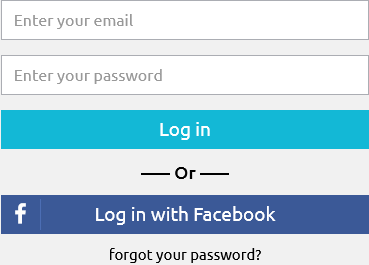 Enter your email
Enter your password
Log in
Or
Log in with Facebook
forgot your password?